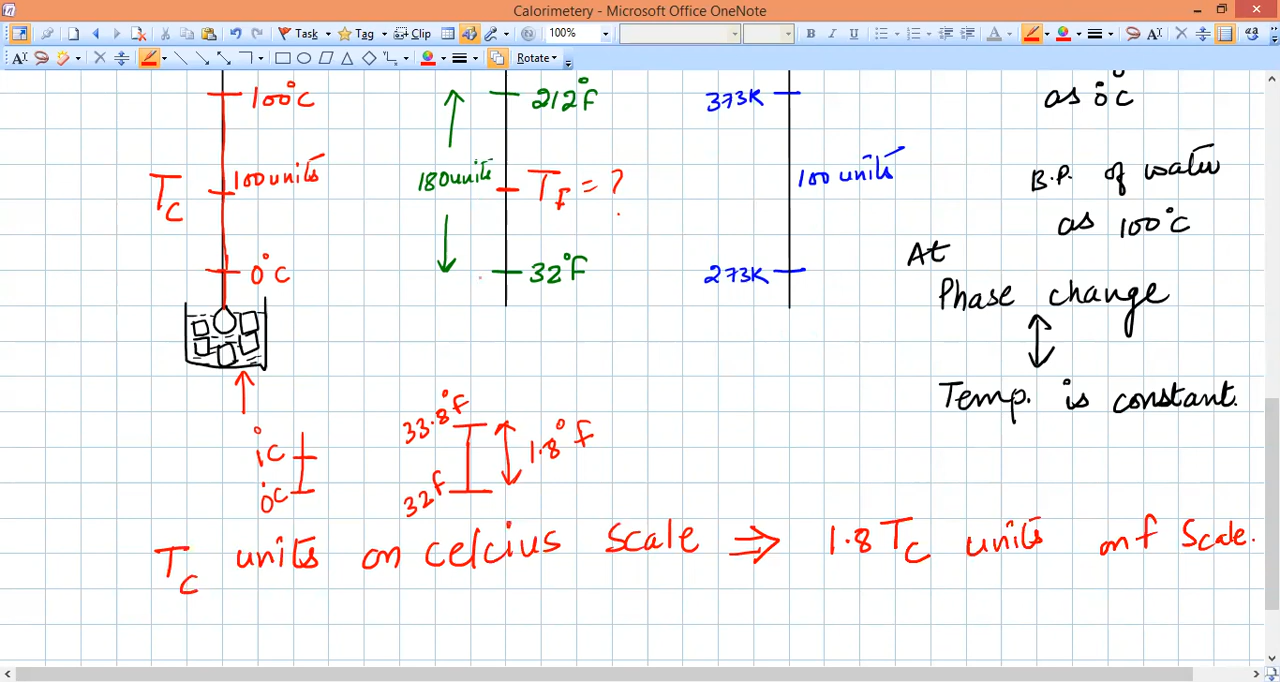 Calorimetery - Microsoft Office OneNote
Task
Tag
Clip
100%
B I U
A
Rotate
100°C
212°F
373K
as 0°C
100 units
180 units
T_C
T_F = ?
100 units
B.P. of water
as 100°C
0°C
32°F
273K
At
Phase change
Temp. is constant.
1°C
0°C
33.8°F
32°F
1.8°F
T_C units on Celcius Scale ⇒ 1.8 T_C units on F Scale.